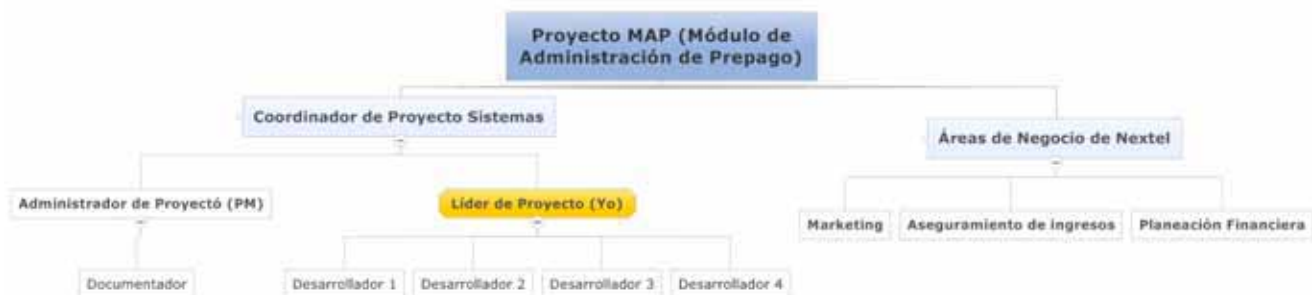 Proyecto MAP (Módulo de
Administración de Prepago)
Coordinador de Proyecto Sistemas
Áreas de Negocio de Nextel
Administrador de Proyectó (PM)
Líder de Proyecto (Yo)
Marketing
Aseguramiento de ingresos
Planeación Financiera
Documentador
Desarrollador 1
Desarrollador 2
Desarrollador 3
Desarrollador 4